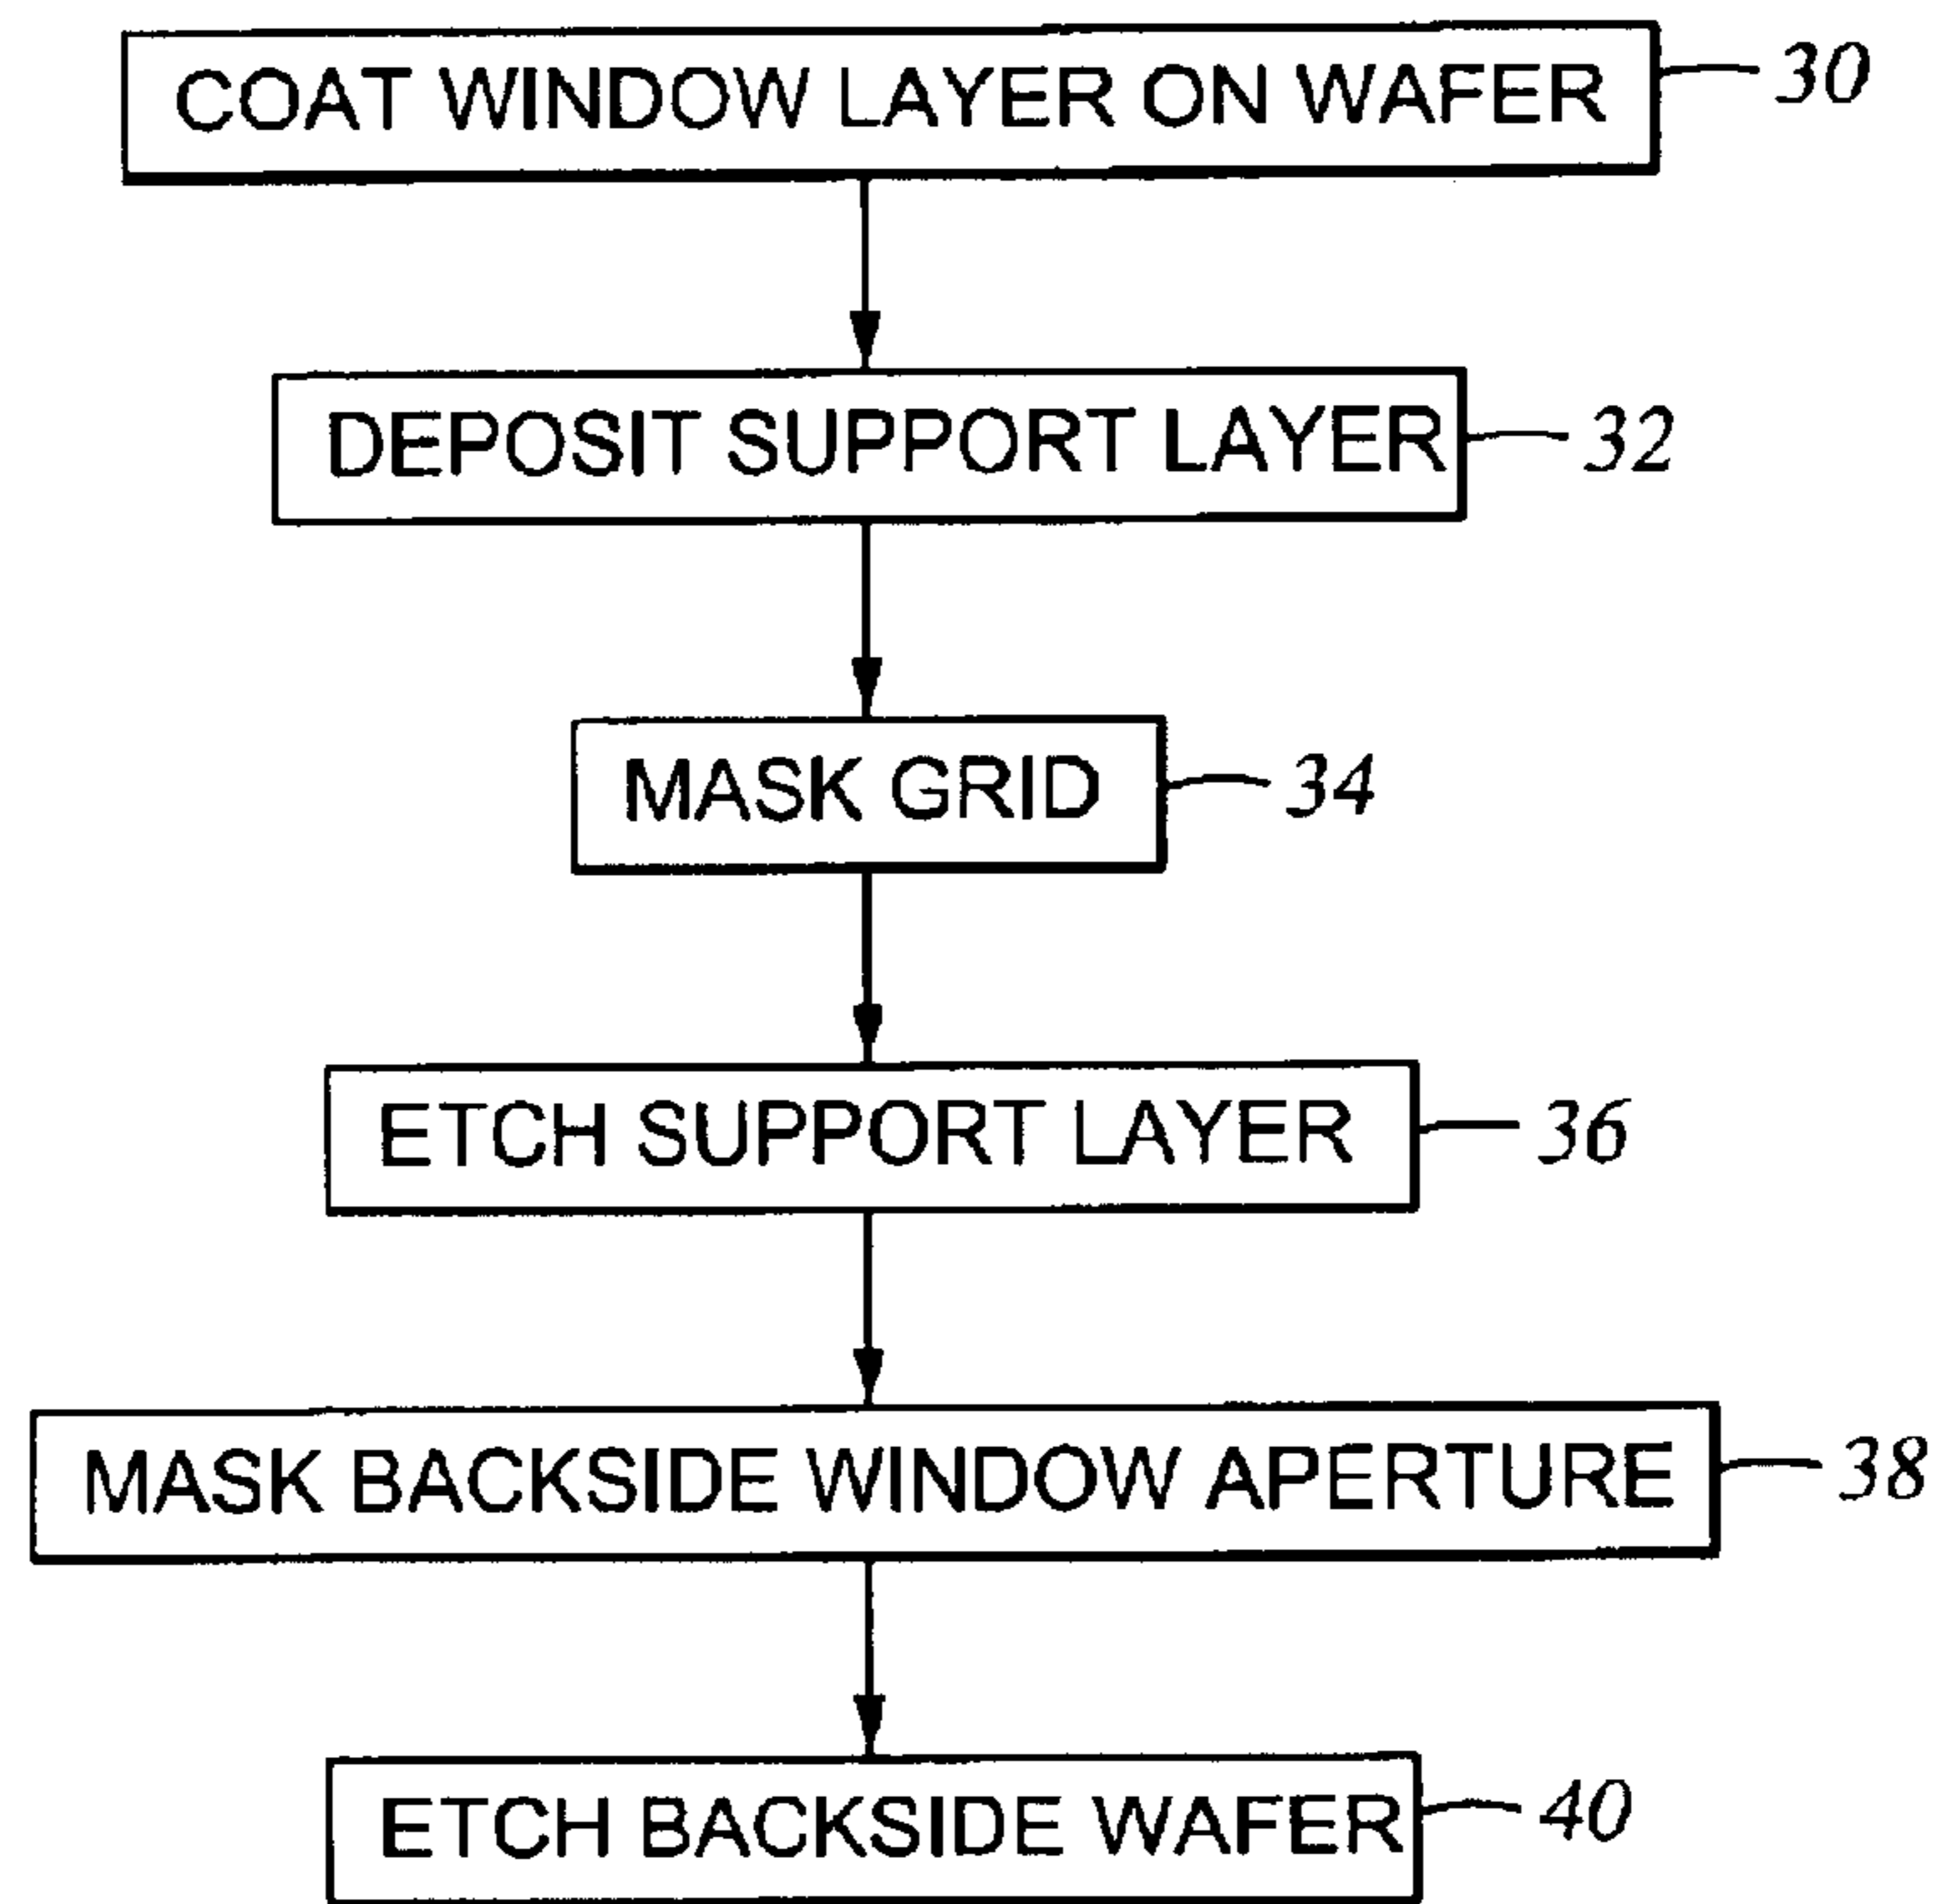 COAT WINDOW LAYER ON WAFER 30
DEPOSIT SUPPORT LAYER 32
MASK GRID 34
ETCH SUPPORT LAYER 36
MASK BACKSIDE WINDOW APERTURE 38
ETCH BACKSIDE WAFER 40